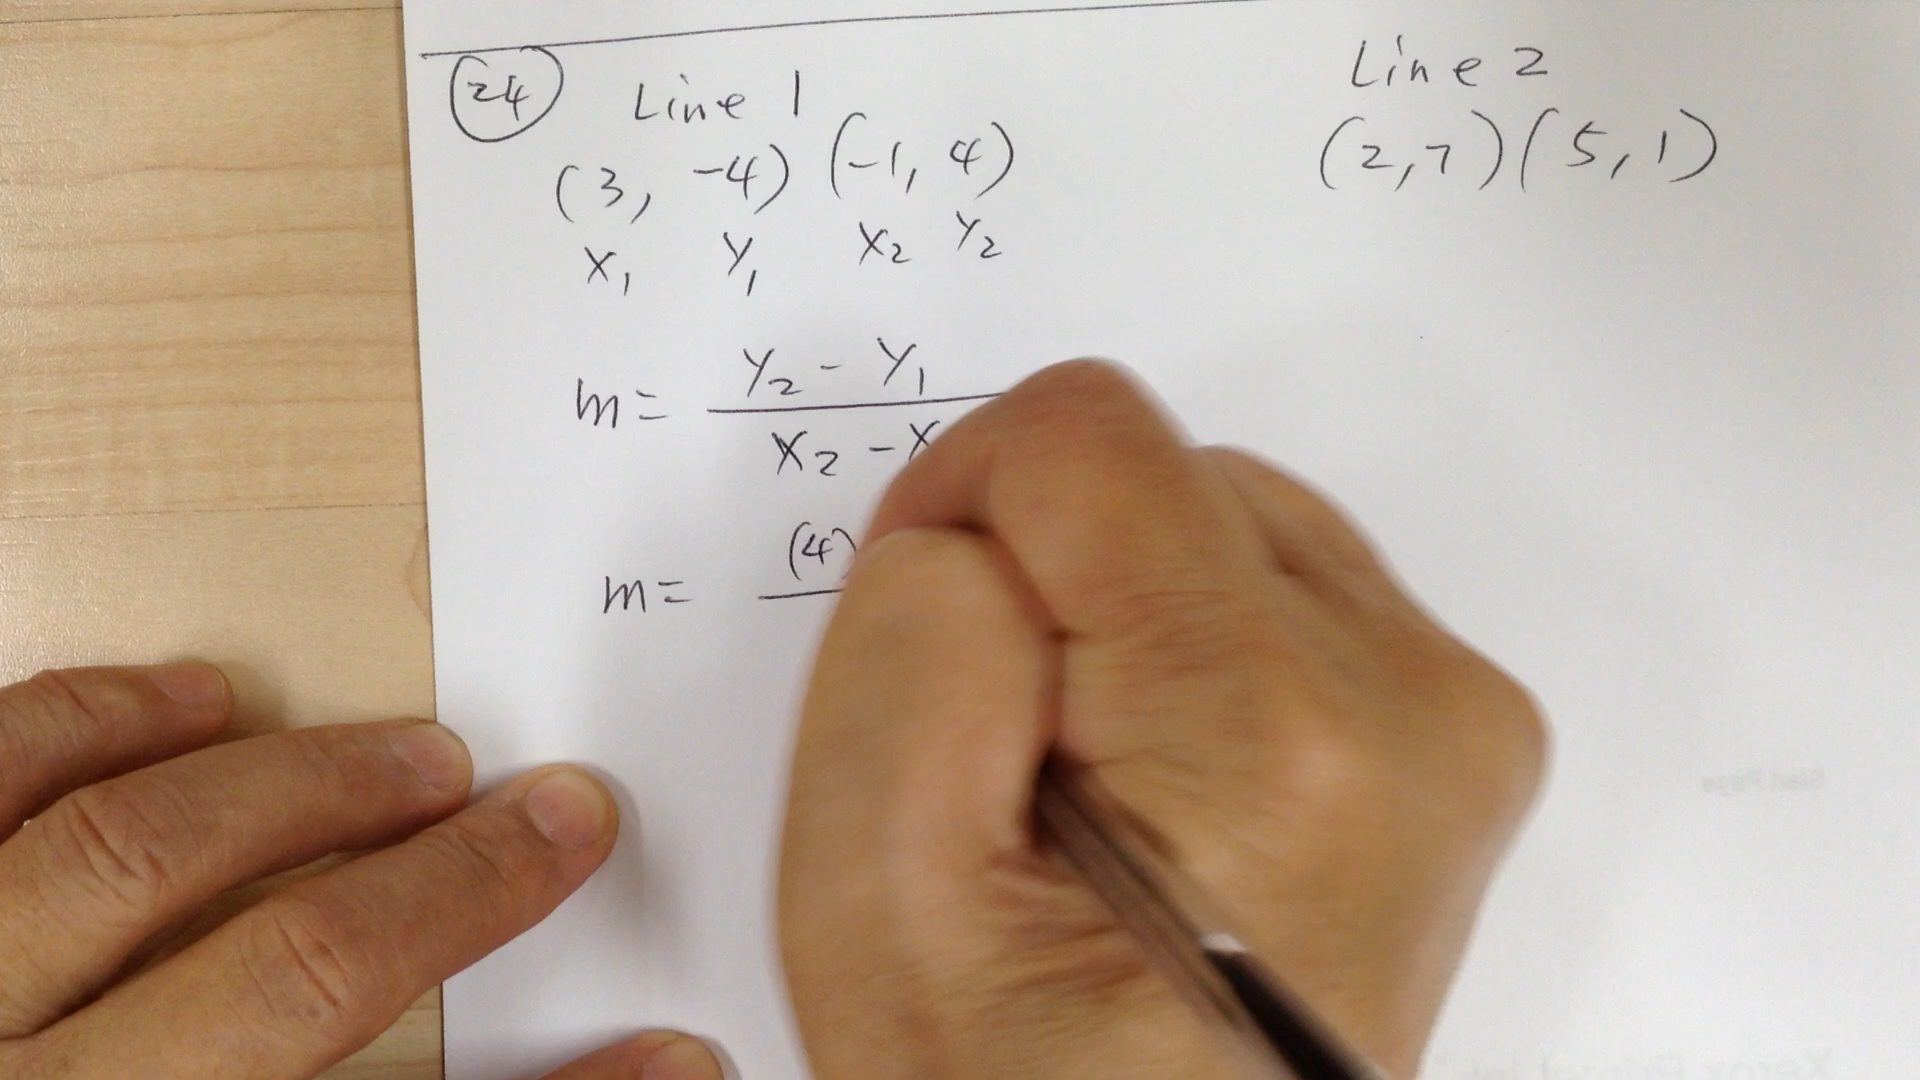 24 Line 1
(3, -4) (-1, 4)
x₁ y₁ x₂ y₂
m = y₂ - y₁
x₂ - x
m = (4)
Line 2
(2,7) (5,1)